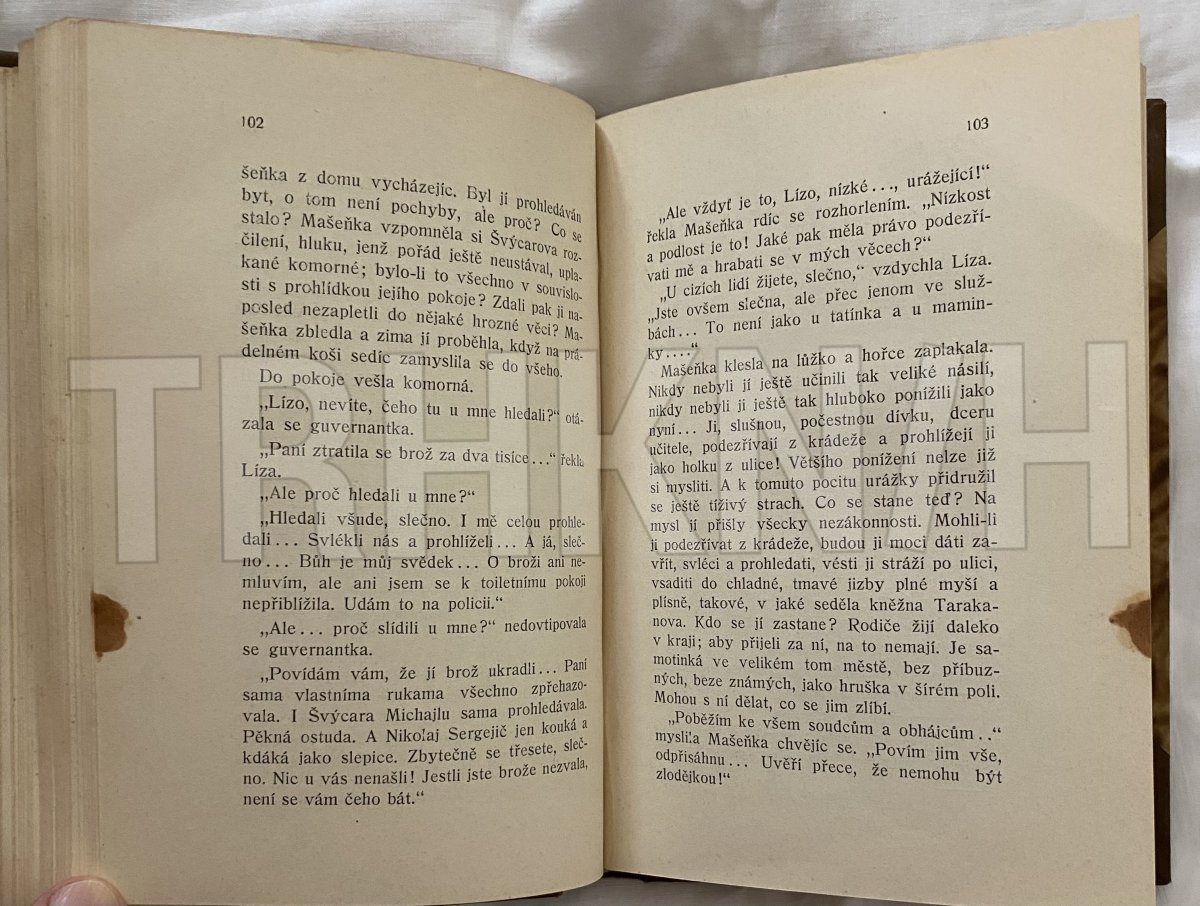 102
šeňka z domu vycházejíc. Byl jí prohledáván
byt, o tom není pochyby, ale proč? Co se
stalo? Mašeňka vzpomněla si Švýcarova roz-
čilení, hluku, jenž pořád ještě neustával, upla-
kané komorné; bylo-li to všechno v souvislo-
sti s prohlídkou jejího pokoje? Zdali pak ji na-
posled nezapletli do nějaké hrozné věci? Ma-
šeňka zbledla a zima jí proběhla, když na prá-
delném koši sedíc zamyslila se do všeho.
Do pokoje vešla komorná.
„Lízo, nevíte, čeho tu u mne hledali?“ otá-
zala se guvernantka.
„Paní ztratila se brož za dva tisíce...“ řekla
Líza.
„Ale proč hledali u mne?“
„Hledali všude, slečno. I mě celou prohle-
dali... Svlékli nás a prohlíželi... A já, sleč-
no... Bůh je můj svědek... O broži ani ne-
mluvím, ale ani jsem se k toiletnímu pokoji
nepřiblížila. Udám to na policii.“
„Ale... proč slídili u mne?“ nedovtipovala
se guvernantka.
„Povídám vám, že jí brož ukradli... Paní
sama vlastníma rukama všechno zpřehazo-
vala. I Švýcara Michajlu sama prohledávala.
Pěkná ostuda. A Nikolaj Sergejič jen kouká a
kdáká jako slepice. Zbytečně se třesete, sleč-
no. Nic u vás nenašli! Jestli jste brože nezvala,
není se vám čeho bát.“
103
„Ale vždyť je to, Lízo, nízké..., urážející!“
řekla Mašeňka rdíc se rozhorlením. „Nízkost
a podlost je to! Jaké pak měla právo podezří-
vati mě a hrabati se v mých věcech?“
„U cizích lidí žijete, slečno,“ vzdychla Líza.
„Jste ovšem slečna, ale přec jenom ve služ-
bách... To není jako u tatínka a u mamin-
ky....“
Mašeňka klesla na lůžko a hořce zaplakala.
Nikdy nebyli jí ještě učinili tak veliké násilí,
nikdy nebyli ji ještě tak hluboko ponížili jako
nyní... Ji, slušnou, počestnou dívku, dceru
učitele, podezřívají z krádeže a prohlížejí ji
jako holku z ulice! Většího ponížení nelze již
si mysliti. A k tomuto pocitu urážky přidružil
se ještě tíživý strach. Co se stane teď? Na
mysl jí přišly všecky nezákonnosti. Mohli-li
ji podezřívat z krádeže, budou ji moci dáti za-
vřít, svléci a prohledati, vésti ji stráží po ulici,
vsaditi do chladné, tmavé jizby plné myší a
plísně, takové, v jaké seděla kněžna Taraka-
nova. Kdo se jí zastane? Rodiče žijí daleko
v kraji; aby přijeli za ní, na to nemají. Je sa-
motinká ve velikém tom městě, bez příbuz-
ných, beze známých, jako hruška v šírém poli.
Mohou s ní dělat, co se jim zlíbí.
„Poběžím ke všem soudcům a obhájcům..“
myslila Mašeňka chvějíc se. „Povím jim vše,
odpřisáhnu... Uvěří přece, že nemohu být
zlodějkou!“
TRHKNIH